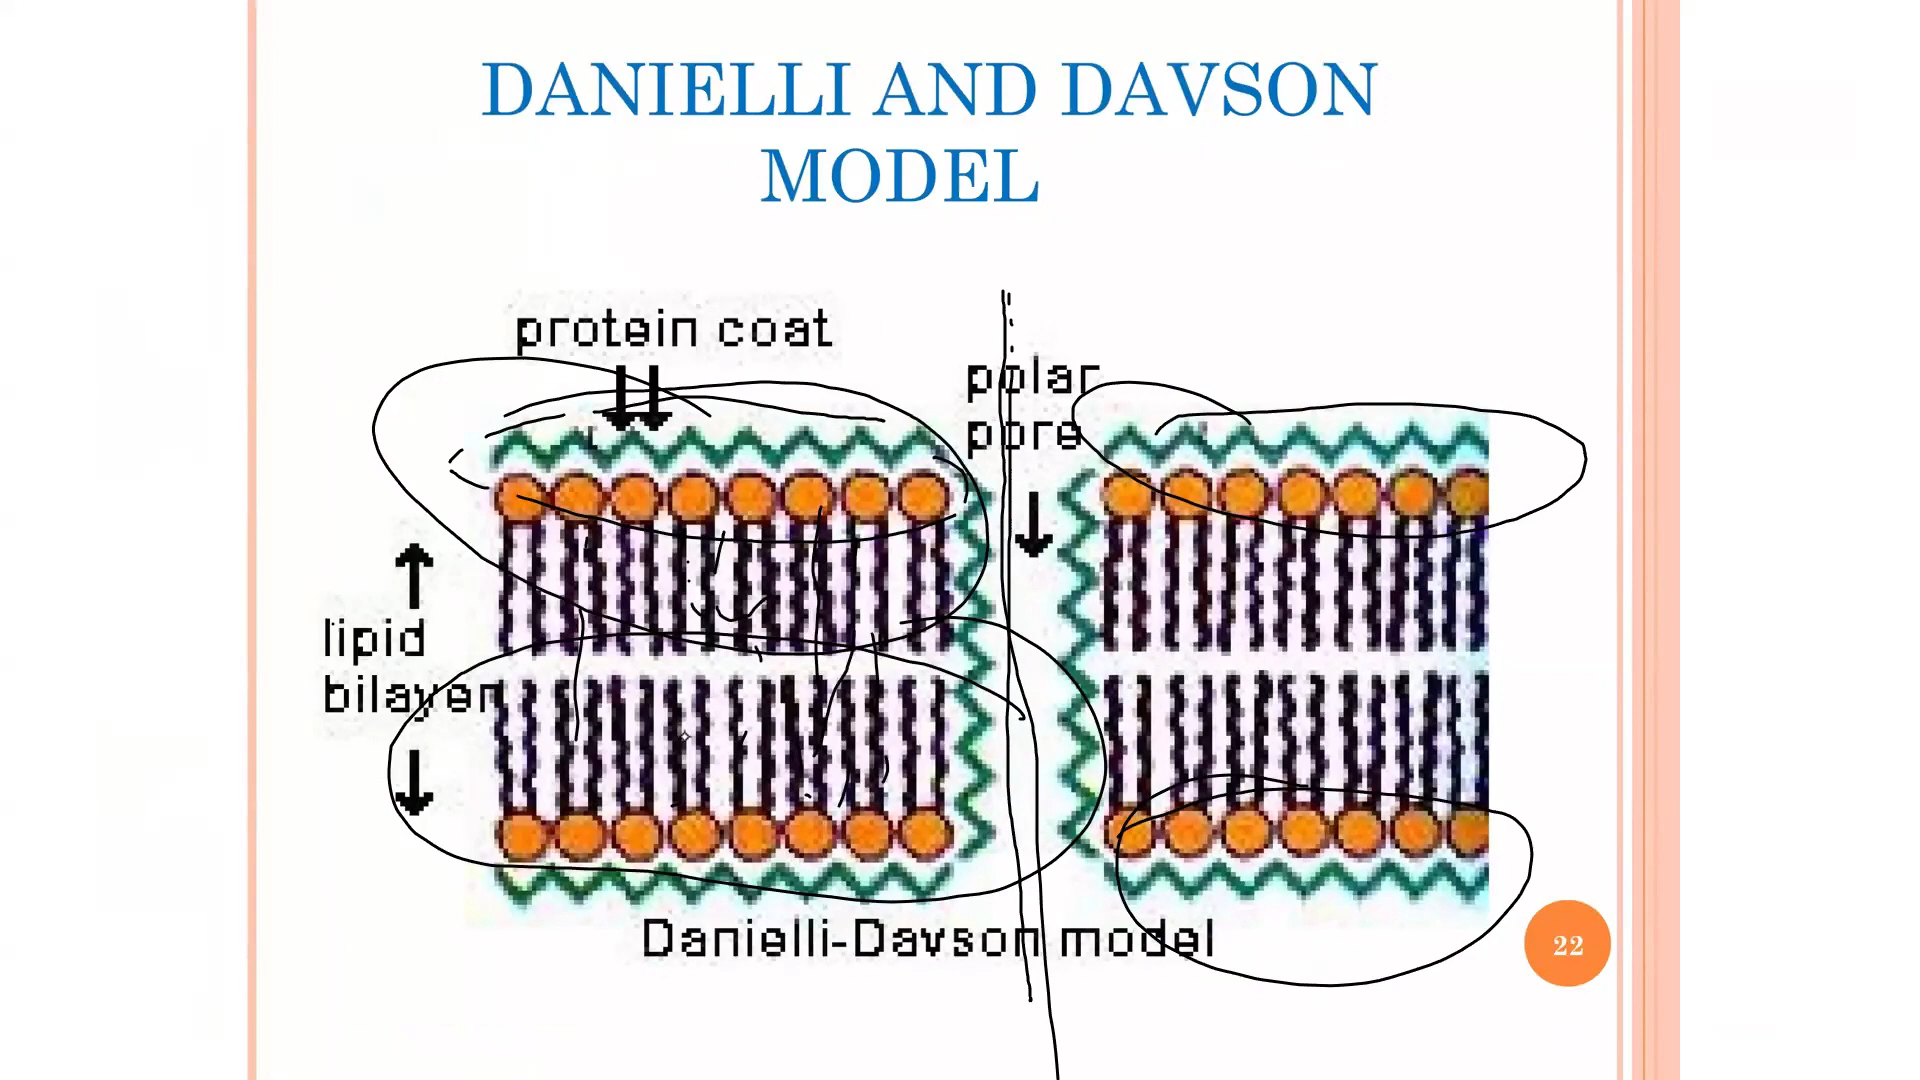 DANIELLI AND DAVSON
MODEL
protein coat
polar
pore
lipid
bilayer
Danielli-Davson model
22